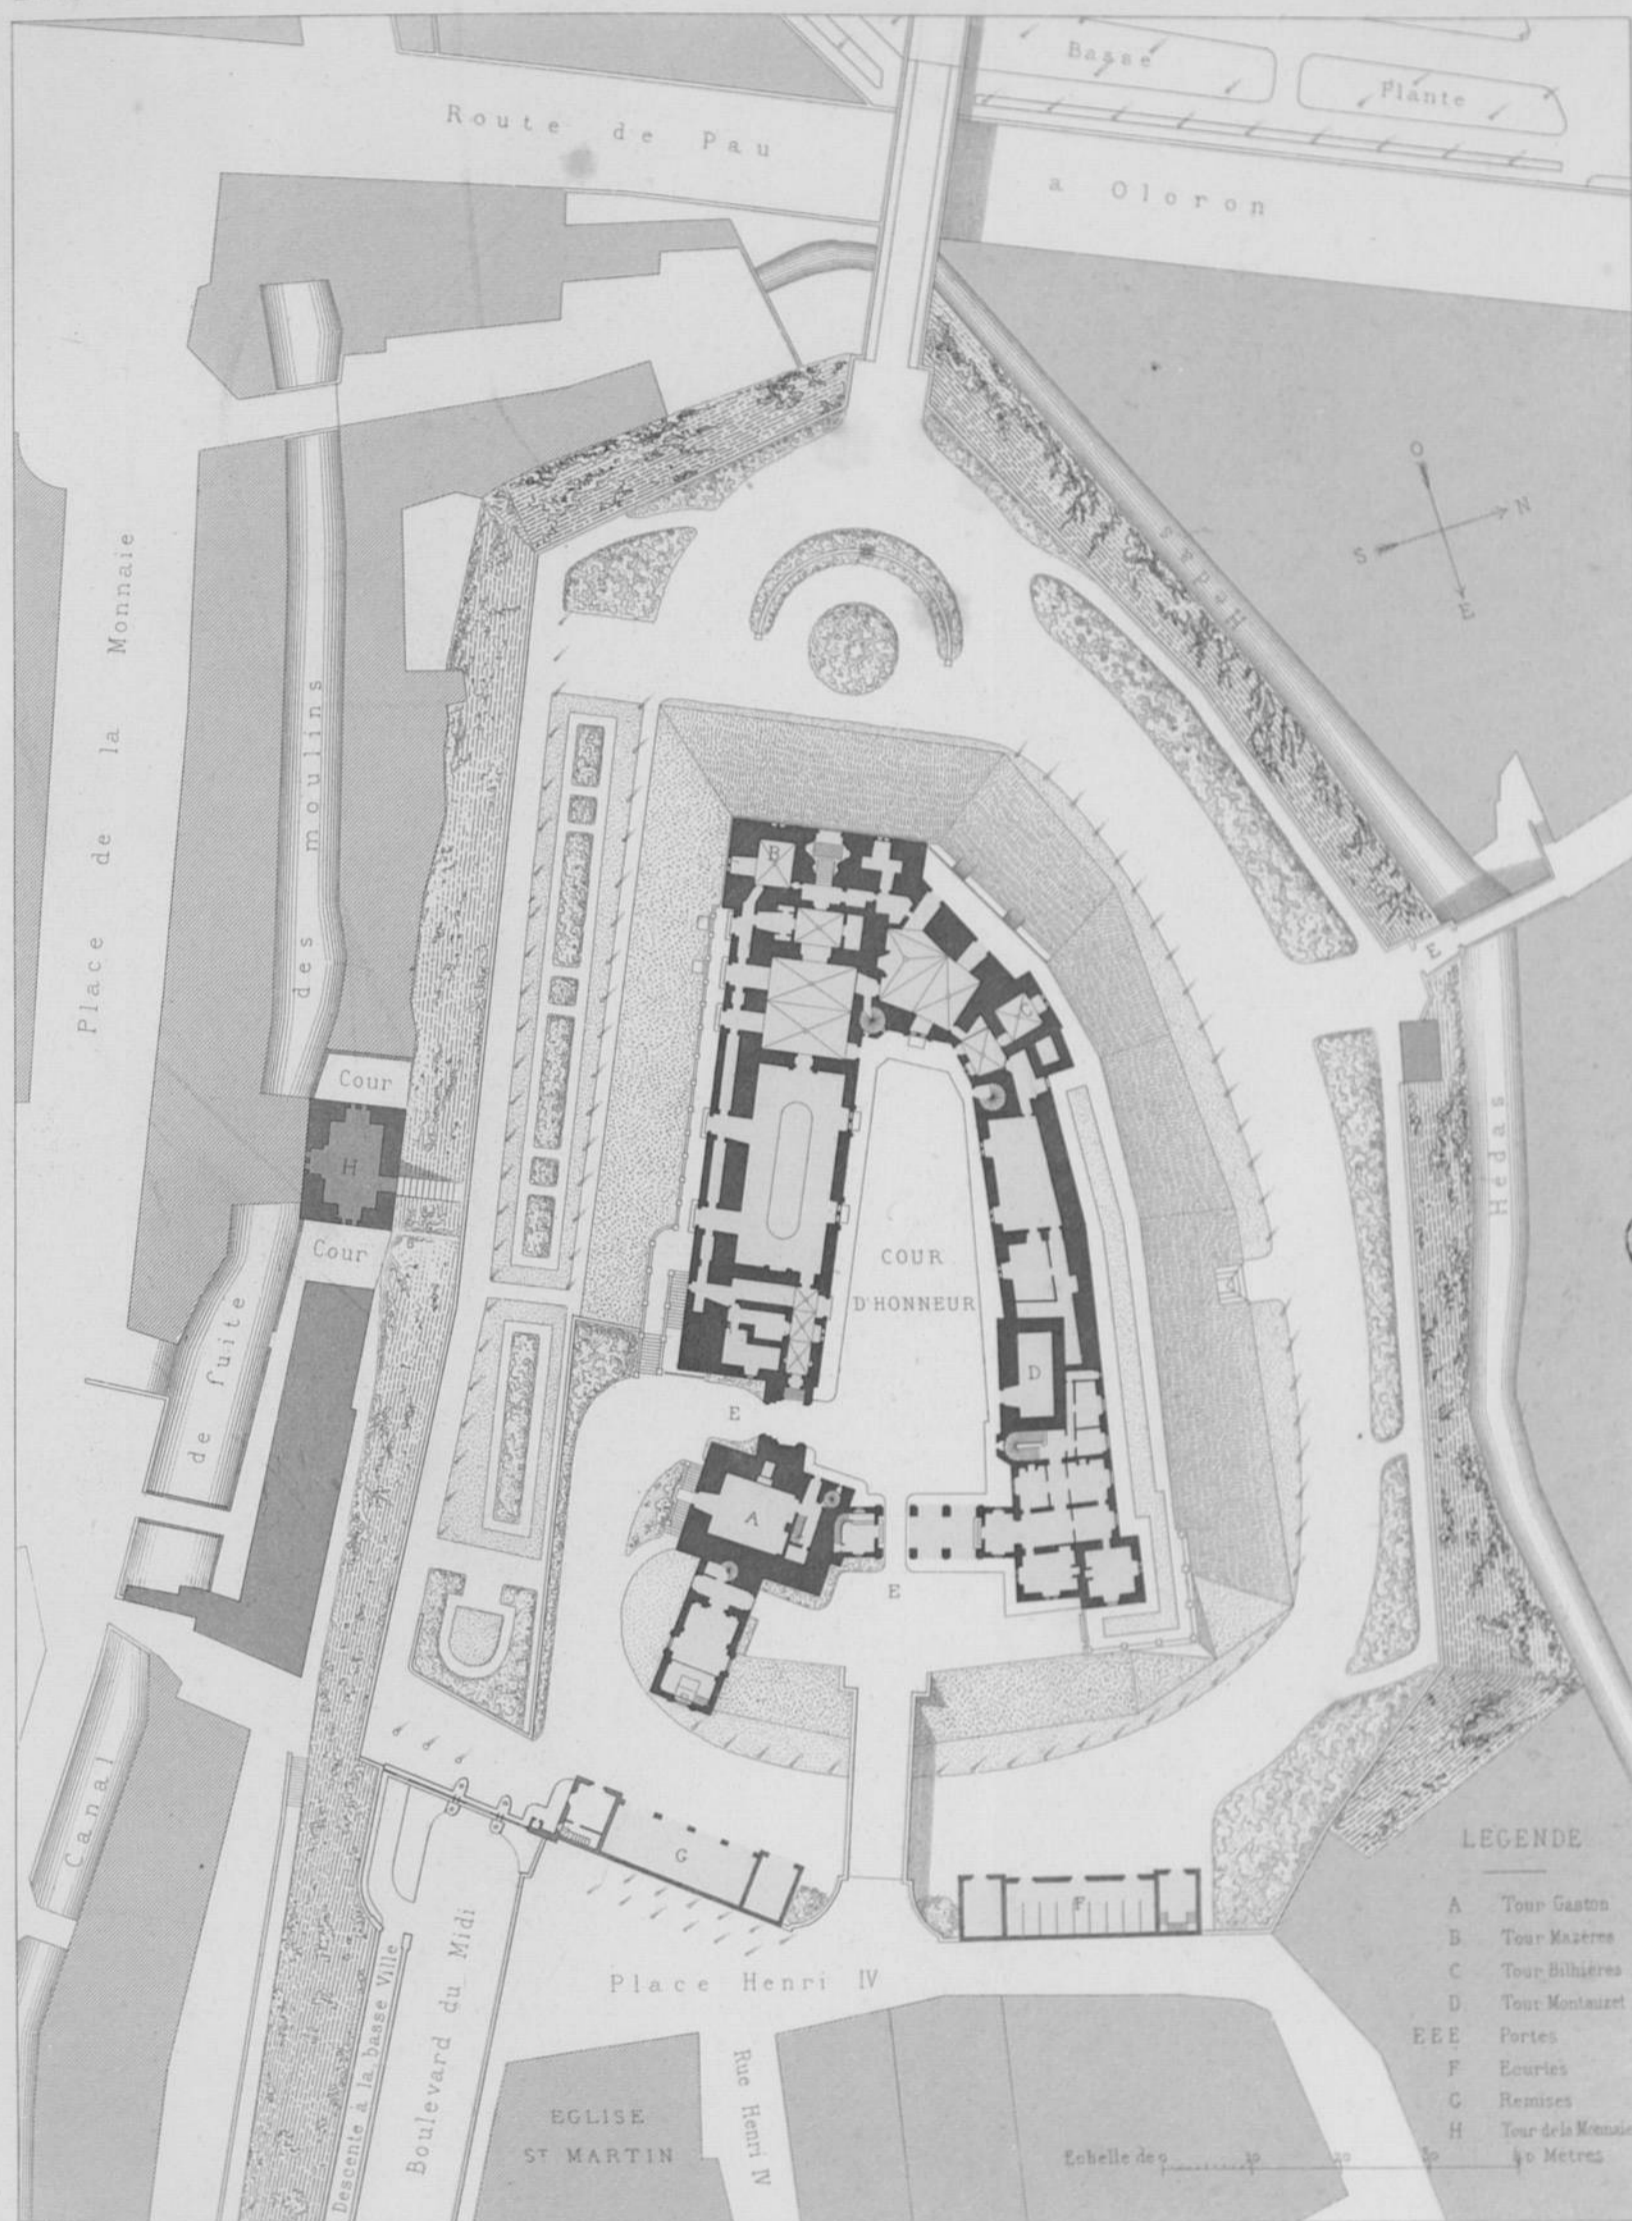 Basse
Plante
Route de Pau
a Oloron
O
N
S
E
Hedas
Place de la Monnaie
des moulins
B
C
E
Cour
H
Hédas
Cour
COUR
D'HONNEUR
de fuite
D
E
A
E
Canal
G
F
LEGENDE
A Tour Gaston
B Tour Mazères
C Tour Bilhières
D Tour Montauzet
EEE Portes
F Ecuries
G Remises
H Tour de la Monnaie
Place Henri IV
Boulevard du Midi
Descente à la basse Ville
Rue Henri IV
EGLISE
ST MARTIN
Echelle de 0 10 20 30 40 Metres